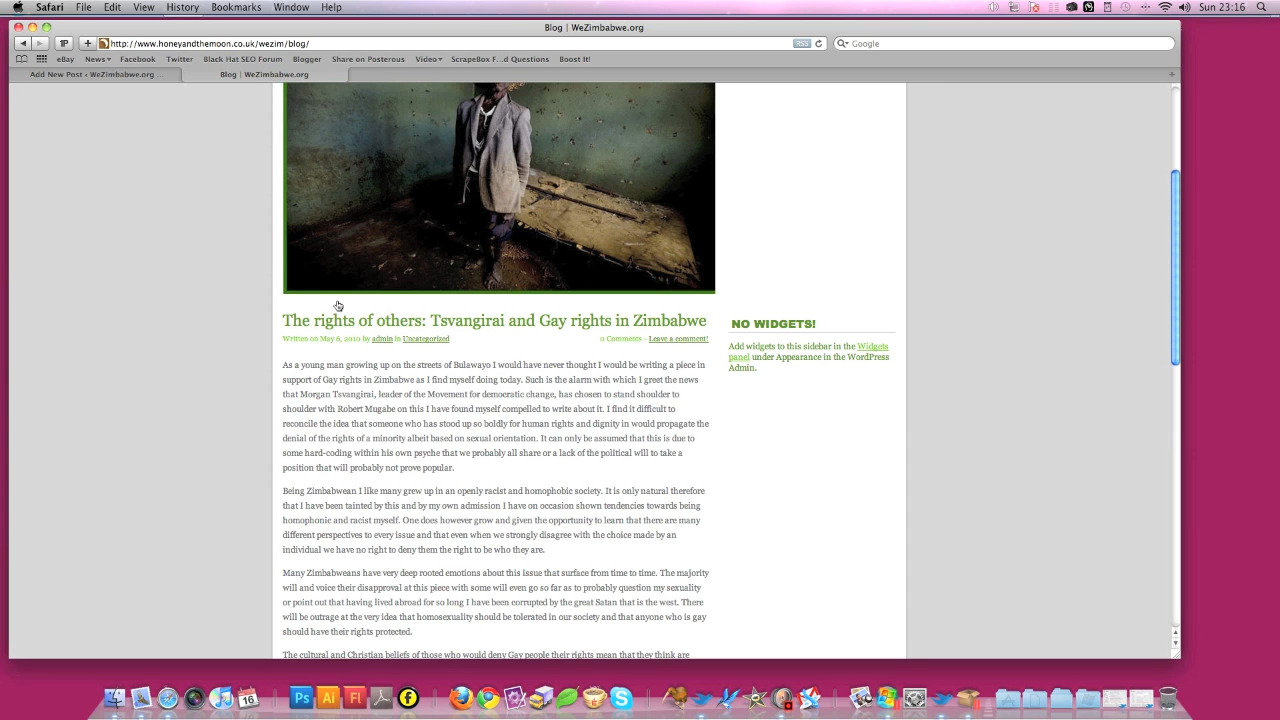 Safari File Edit View History Bookmarks Window Help Sun 23:16
Blog | WeZimbabwe.org
http://www.honeyandthemoon.co.uk/wezim/blog/ RSS Google
eBay News Facebook Twitter Black Hat SEO Forum Blogger Share on Posterous Video ScrapeBox F...d Questions Boost It!
Add New Post ‹ WeZimbabwe.org ... Blog | WeZimbabwe.org
The rights of others: Tsvangirai and Gay rights in Zimbabwe
Written on May 6, 2010 by admin in Uncategorized 0 Comments - Leave a comment!
As a young man growing up on the streets of Bulawayo I would have never thought I would be writing a piece in
support of Gay rights in Zimbabwe as I find myself doing today. Such is the alarm with which I greet the news
that Morgan Tsvangirai, leader of the Movement for democratic change, has chosen to stand shoulder to
shoulder with Robert Mugabe on this I have found myself compelled to write about it. I find it difficult to
reconcile the idea that someone who has stood up so boldly for human rights and dignity in would propagate the
denial of the rights of a minority albeit based on sexual orientation. It can only be assumed that this is due to
some hard-coding within his own psyche that we probably all share or a lack of the political will to take a
position that will probably not prove popular.
Being Zimbabwean I like many grew up in an openly racist and homophobic society. It is only natural therefore
that I have been tainted by this and by my own admission I have on occasion shown tendencies towards being
homophonic and racist myself. One does however grow and given the opportunity to learn that there are many
different perspectives to every issue and that even when we strongly disagree with the choice made by an
individual we have no right to deny them the right to be who they are.
Many Zimbabweans have very deep rooted emotions about this issue that surface from time to time. The majority
will and voice their disapproval at this piece with some will even go so far as to probably question my sexuality
or point out that having lived abroad for so long I have been corrupted by the great Satan that is the west. There
will be outrage at the very idea that homosexuality should be tolerated in our society and that anyone who is gay
should have their rights protected.
The cultural and Christian beliefs of those who would deny Gay people their rights mean that they think are
NO WIDGETS!
Add widgets to this sidebar in the Widgets
panel under Appearance in the WordPress
Admin.
16 Ps Ai Fl f S